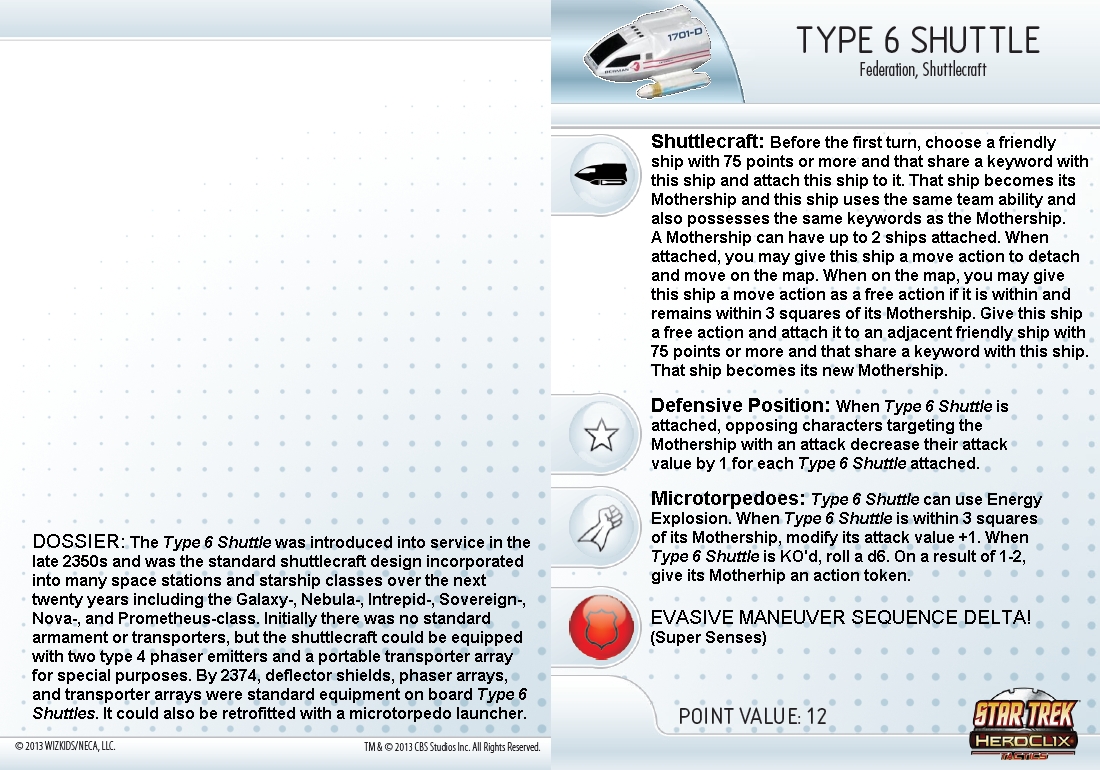 DOSSIER: The Type 6 Shuttle was introduced into service in the
late 2350s and was the standard shuttlecraft design incorporated
into many space stations and starship classes over the next
twenty years including the Galaxy-, Nebula-, Intrepid-, Sovereign-,
Nova-, and Prometheus-class. Initially there was no standard
armament or transporters, but the shuttlecraft could be equipped
with two type 4 phaser emitters and a portable transporter array
for special purposes. By 2374, deflector shields, phaser arrays,
and transporter arrays were standard equipment on board Type 6
Shuttles. It could also be retrofitted with a microtorpedo launcher.
© 2013 WIZKIDS/NECA, LLC.
TM & © 2013 CBS Studios Inc. All Rights Reserved.
1701-D
BERMAN
TYPE 6 SHUTTLE
Federation, Shuttlecraft
Shuttlecraft: Before the first turn, choose a friendly
ship with 75 points or more and that share a keyword with
this ship and attach this ship to it. That ship becomes its
Mothership and this ship uses the same team ability and
also possesses the same keywords as the Mothership.
A Mothership can have up to 2 ships attached. When
attached, you may give this ship a move action to detach
and move on the map. When on the map, you may give
this ship a move action as a free action if it is within and
remains within 3 squares of its Mothership. Give this ship
a free action and attach it to an adjacent friendly ship with
75 points or more and that share a keyword with this ship.
That ship becomes its new Mothership.
Defensive Position: When Type 6 Shuttle is
attached, opposing characters targeting the
Mothership with an attack decrease their attack
value by 1 for each Type 6 Shuttle attached.
Microtorpedoes: Type 6 Shuttle can use Energy
Explosion. When Type 6 Shuttle is within 3 squares
of its Mothership, modify its attack value +1. When
Type 6 Shuttle is KO'd, roll a d6. On a result of 1-2,
give its Motherhip an action token.
EVASIVE MANEUVER SEQUENCE DELTA!
(Super Senses)
POINT VALUE: 12
STAR TREK
HEROCLIX
TACTICS